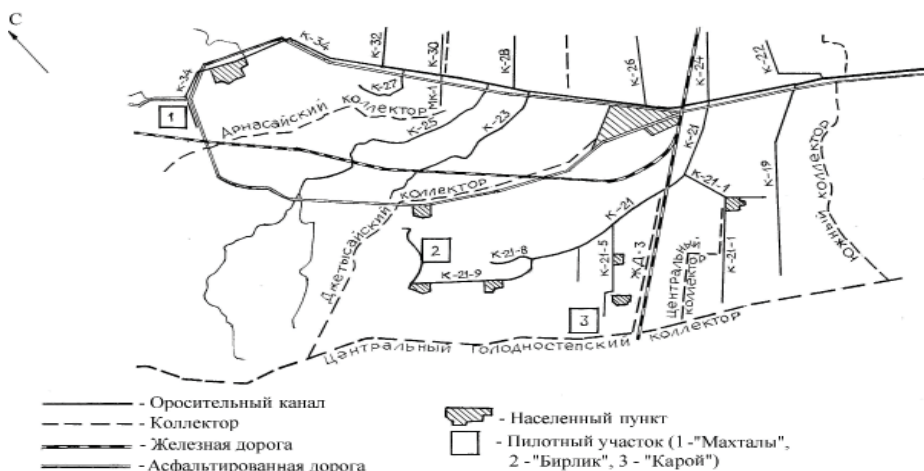 С
К-34
К-34
К-32
К-30
К-28
К-26
К-24
К-22
К-27
МК-1
К-25
К-23
Арнасайский коллектор
1
К-21
К-19
Джетысайский коллектор
К-21-1
К-21
Южный коллектор
2
К-21-8
К-21-9
К-21-5
ЖД-3
Центральный
коллектор
К-21-1
3
Центральный Голодностепский коллектор
- Оросительный канал
- Коллектор
- Железная дорога
- Асфальтированная дорога
- Населенный пункт
- Пилотный участок (1 -"Махталы",
2 -"Бирлик", 3 -"Карой")